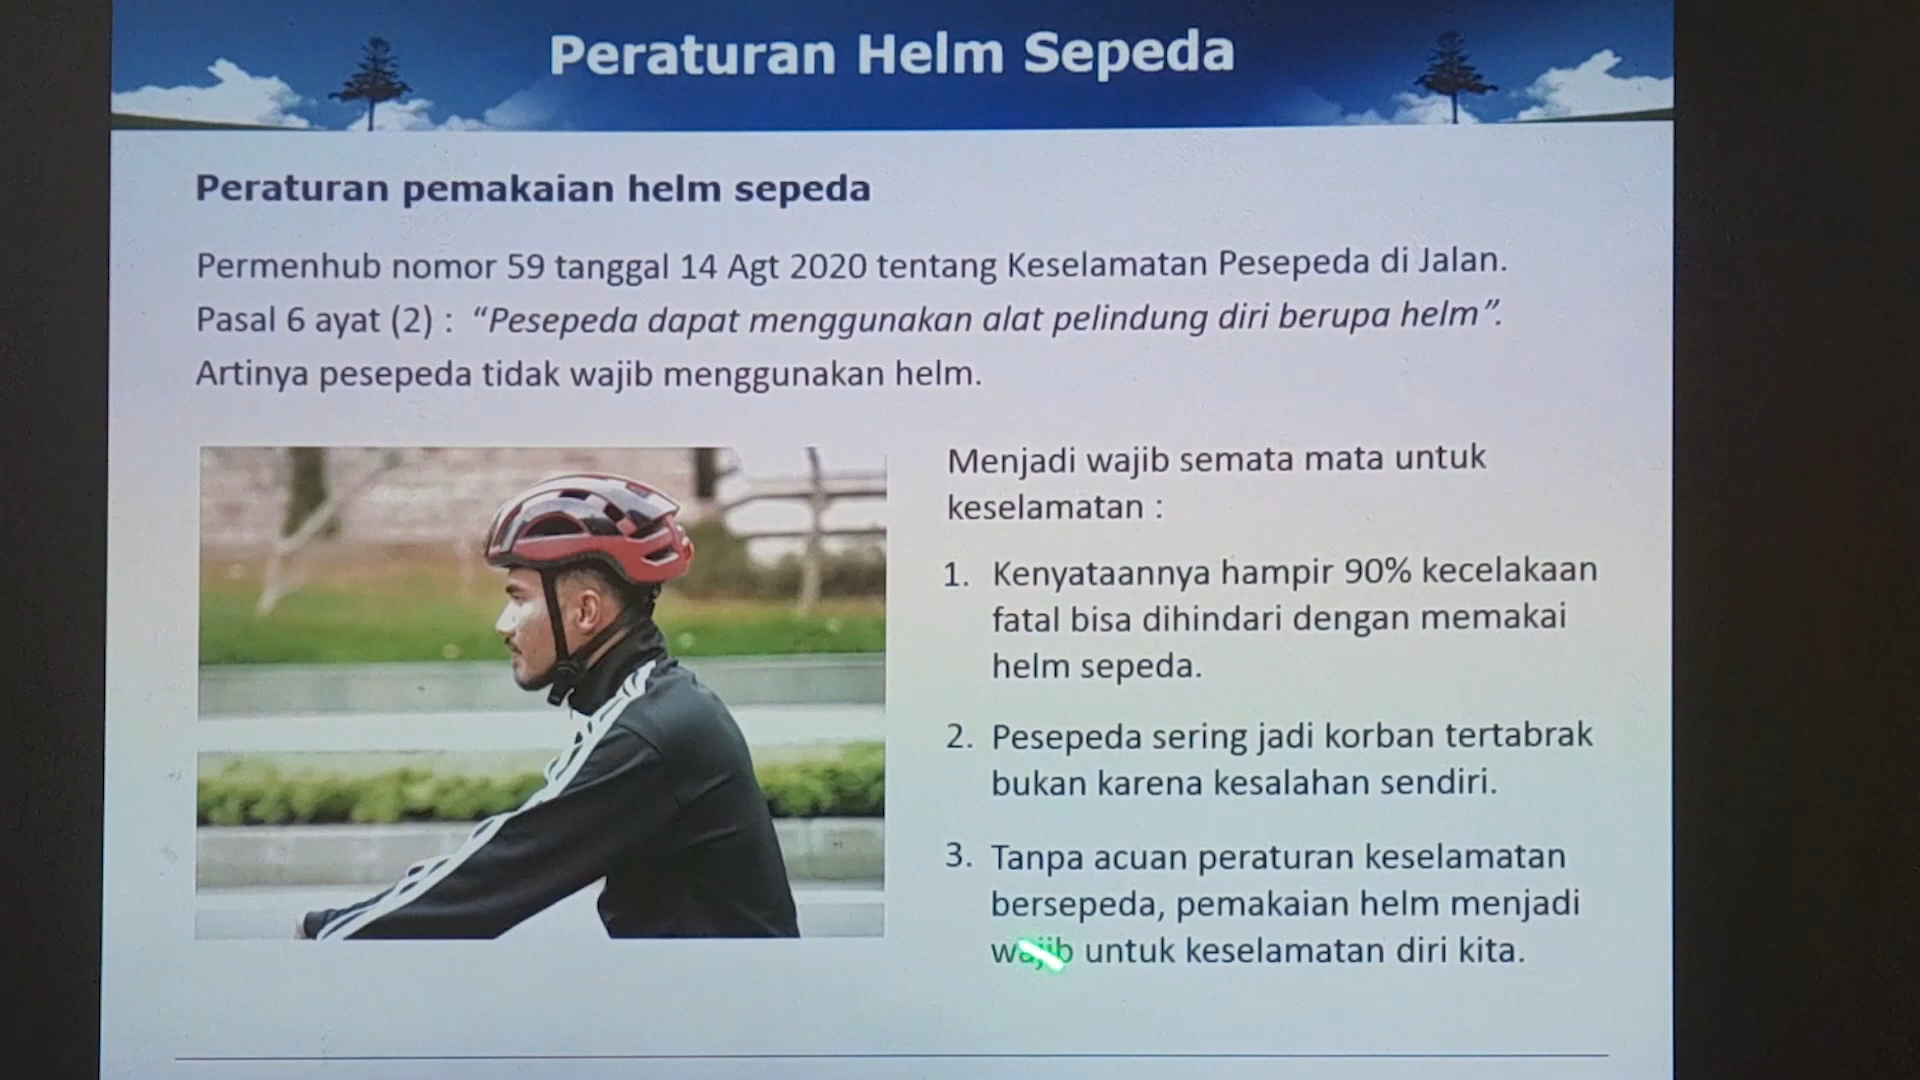 Peraturan Helm Sepeda
Peraturan pemakaian helm sepeda
Permenhub nomor 59 tanggal 14 Agt 2020 tentang Keselamatan Pesepeda di Jalan.
Pasal 6 ayat (2) : “Pesepeda dapat menggunakan alat pelindung diri berupa helm”.
Artinya pesepeda tidak wajib menggunakan helm.
Menjadi wajib semata mata untuk
keselamatan :
1. Kenyataannya hampir 90% kecelakaan
fatal bisa dihindari dengan memakai
helm sepeda.
2. Pesepeda sering jadi korban tertabrak
bukan karena kesalahan sendiri.
3. Tanpa acuan peraturan keselamatan
bersepeda, pemakaian helm menjadi
wajib untuk keselamatan diri kita.